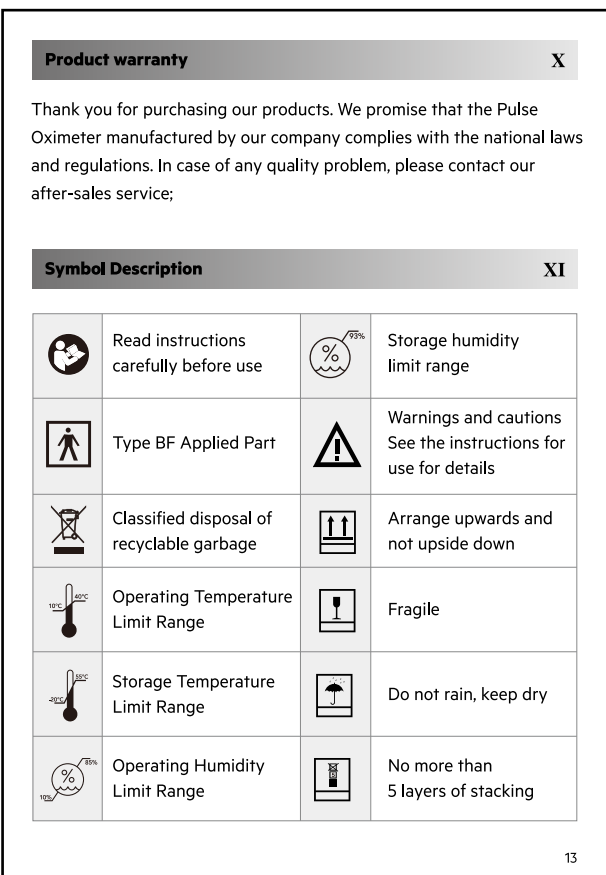 Product warranty X
Thank you for purchasing our products. We promise that the Pulse
Oximeter manufactured by our company complies with the national laws
and regulations. In case of any quality problem, please contact our
after-sales service;
Symbol Description XI
Read instructions
carefully before use
93%
%
Storage humidity
limit range
Type BF Applied Part
Warnings and cautions
See the instructions for
use for details
Classified disposal of
recyclable garbage
Arrange upwards and
not upside down
40°C
10°C
Operating Temperature
Limit Range
Fragile
55°C
-20°C
Storage Temperature
Limit Range
Do not rain, keep dry
85%
%
10%
Operating Humidity
Limit Range
5
No more than
5 layers of stacking
13